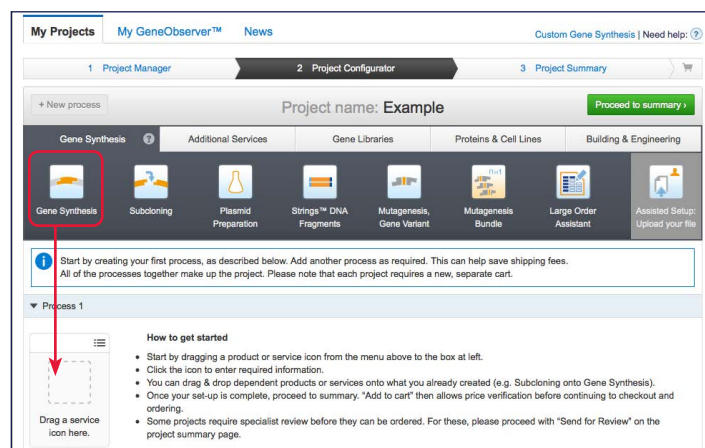 My Projects My GeneObserver™ News Custom Gene Synthesis | Need help: ?
1 Project Manager 2 Project Configurator 3 Project Summary
+ New process Project name: Example Proceed to summary ›
Gene Synthesis ? Additional Services Gene Libraries Proteins & Cell Lines Building & Engineering
n×1
Gene Synthesis Subcloning Plasmid Strings™ DNA Mutagenesis, Mutagenesis Large Order Assisted Setup:
Preparation Fragments Gene Variant Bundle Assistant Upload your file
i Start by creating your first process, as described below. Add another process as required. This can help save shipping fees.
All of the processes together make up the project. Please note that each project requires a new, separate cart.
Process 1
How to get started
• Start by dragging a product or service icon from the menu above to the box at left.
• Click the icon to enter required information.
• You can drag & drop dependent products or services onto what you already created (e.g. Subcloning onto Gene Synthesis).
• Once your set-up is complete, proceed to summary. "Add to cart" then allows price verification before continuing to checkout and
ordering.
• Some projects require specialist review before they can be ordered. For these, please proceed with "Send for Review" on the
project summary page.
Drag a service
icon here.